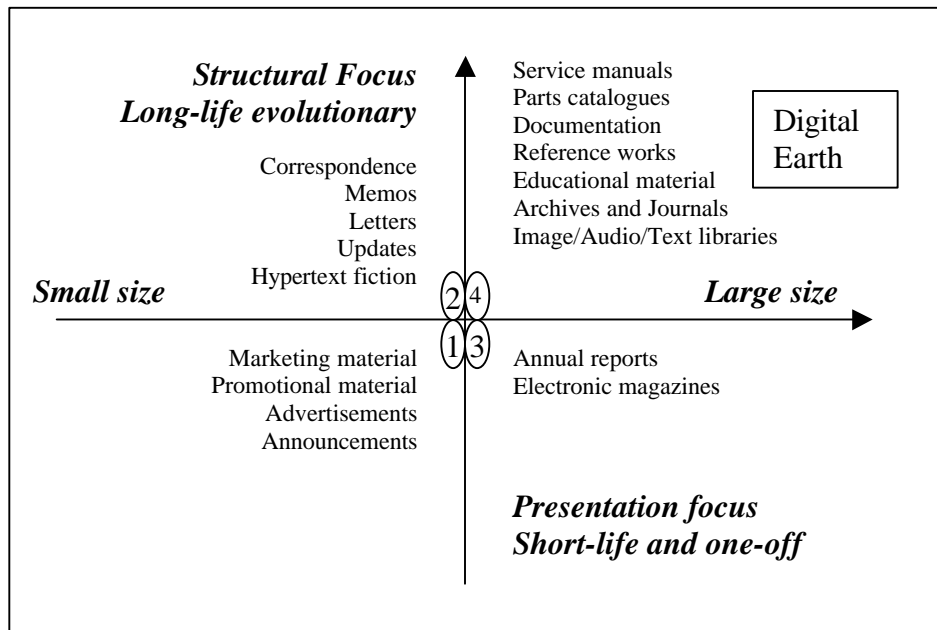 Structural Focus
Long-life evolutionary
Correspondence
Memos
Letters
Updates
Hypertext fiction
Service manuals
Parts catalogues
Documentation
Reference works
Educational material
Archives and Journals
Image/Audio/Text libraries
Digital
Earth
Small size
2 4
Large size
1 3
Marketing material
Promotional material
Advertisements
Announcements
Annual reports
Electronic magazines
Presentation focus
Short-life and one-off